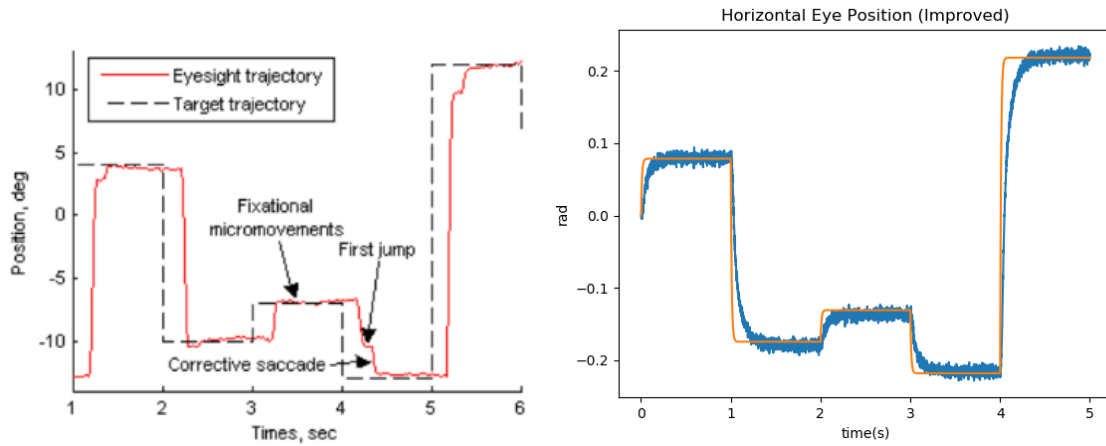 Eyesight trajectory
Target trajectory
Position, deg
10
5
0
-5
-10
Fixational
micromovements
First jump
Corrective saccade
1 2 3 4 5 6
Times, sec
Horizontal Eye Position (Improved)
rad
0.2
0.1
0.0
−0.1
−0.2
0 1 2 3 4 5
time(s)